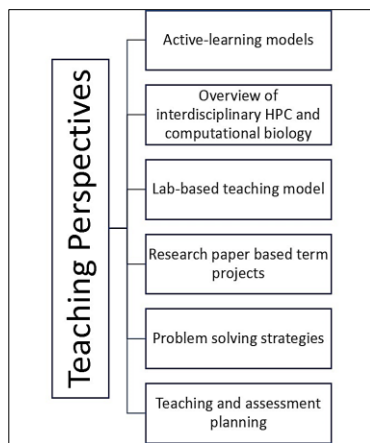 Teaching Perspectives
Active-learning models
Overview of
interdisciplinary HPC and
computational biology
Lab-based teaching model
Research paper based term
projects
Problem solving strategies
Teaching and assessment
planning